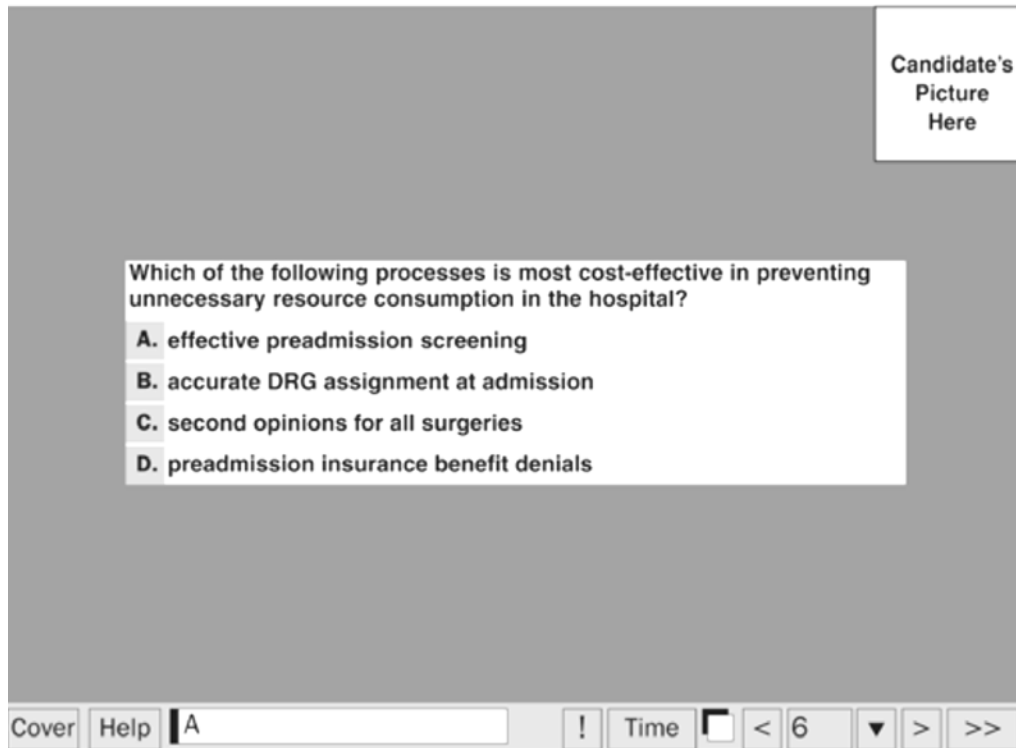 Candidate's
Picture
Here
Which of the following processes is most cost-effective in preventing
unnecessary resource consumption in the hospital?
A. effective preadmission screening
B. accurate DRG assignment at admission
C. second opinions for all surgeries
D. preadmission insurance benefit denials
Cover Help A ! Time < 6 ▼ > >>